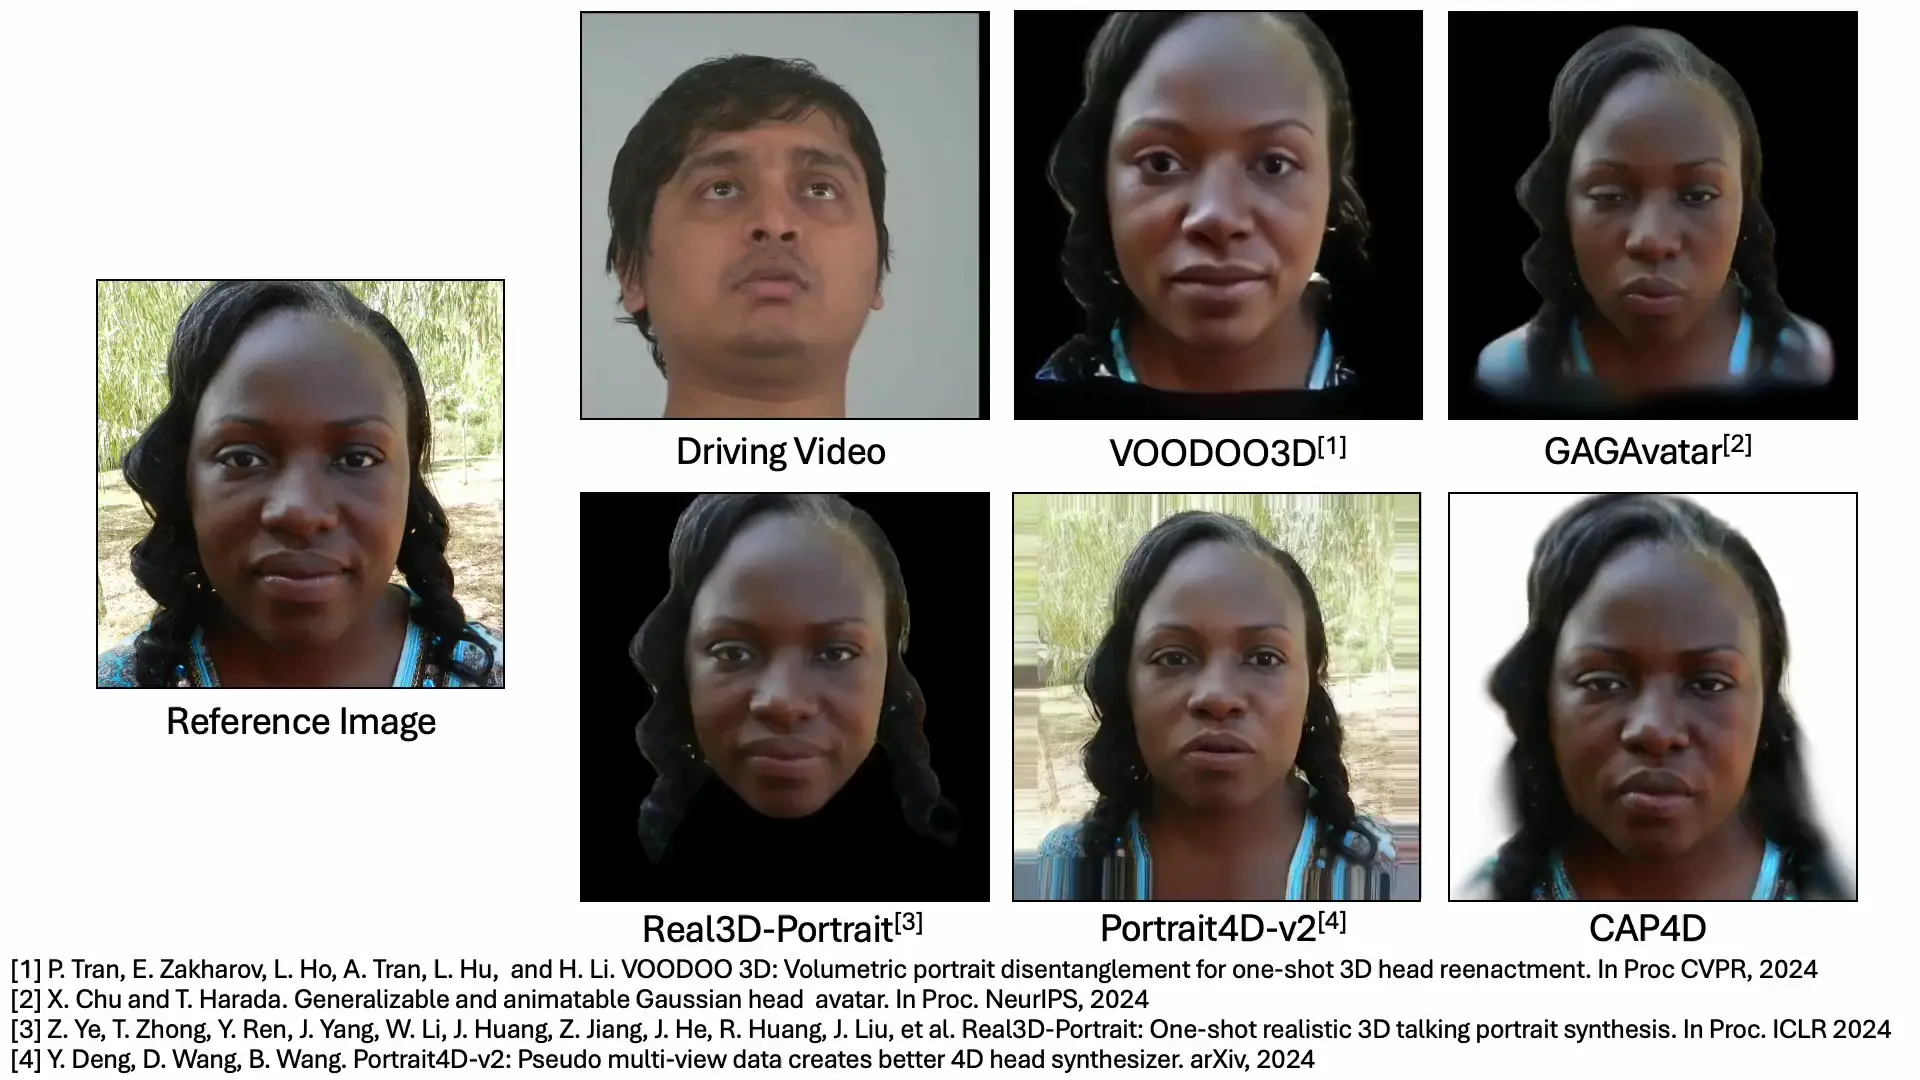 Driving Video
VOODOO3D[1]
GAGAvatar[2]
Reference Image
Real3D-Portrait[3]
Portrait4D-v2[4]
CAP4D
[1] P. Tran, E. Zakharov, L. Ho, A. Tran, L. Hu, and H. Li. VOODOO 3D: Volumetric portrait disentanglement for one-shot 3D head reenactment. In Proc CVPR, 2024
[2] X. Chu and T. Harada. Generalizable and animatable Gaussian head avatar. In Proc. NeurIPS, 2024
[3] Z. Ye, T. Zhong, Y. Ren, J. Yang, W. Li, J. Huang, Z. Jiang, J. He, R. Huang, J. Liu, et al. Real3D-Portrait: One-shot realistic 3D talking portrait synthesis. In Proc. ICLR 2024
[4] Y. Deng, D. Wang, B. Wang. Portrait4D-v2: Pseudo multi-view data creates better 4D head synthesizer. arXiv, 2024